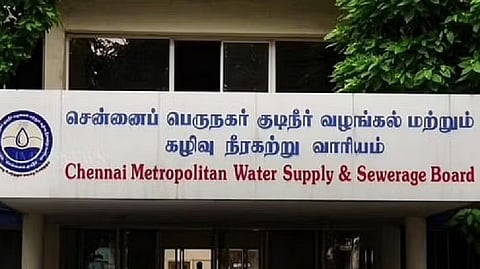 சென்னைப் பெருநகர் குடிநீர் வழங்கல் மற்றும்
கழிவு நீரகற்று வாரியம்
Chennai Metropolitan Water Supply & Sewerage Board